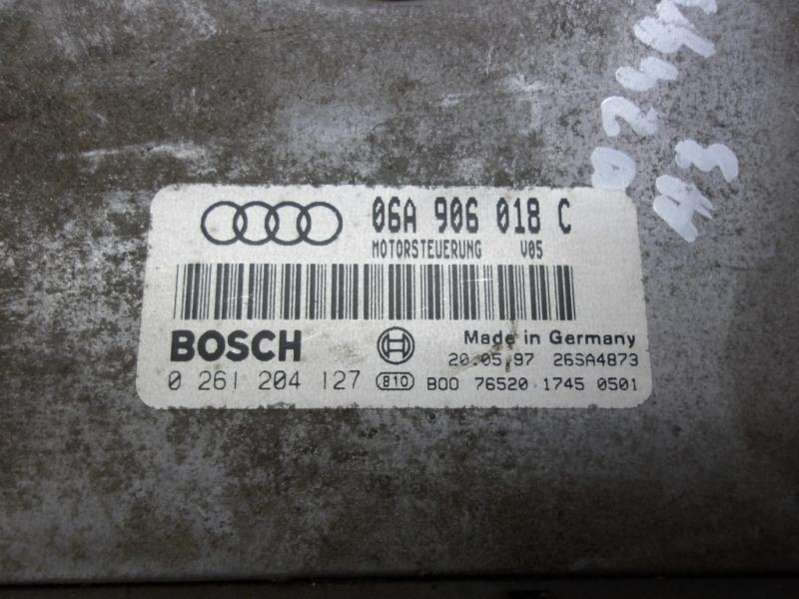 06A 906 018 C
MOTORSTEUERUNG V05
BOSCH
Made in Germany
20.05.97 26SA4873
0 261 204 127 810 B00 76520 1745 0501